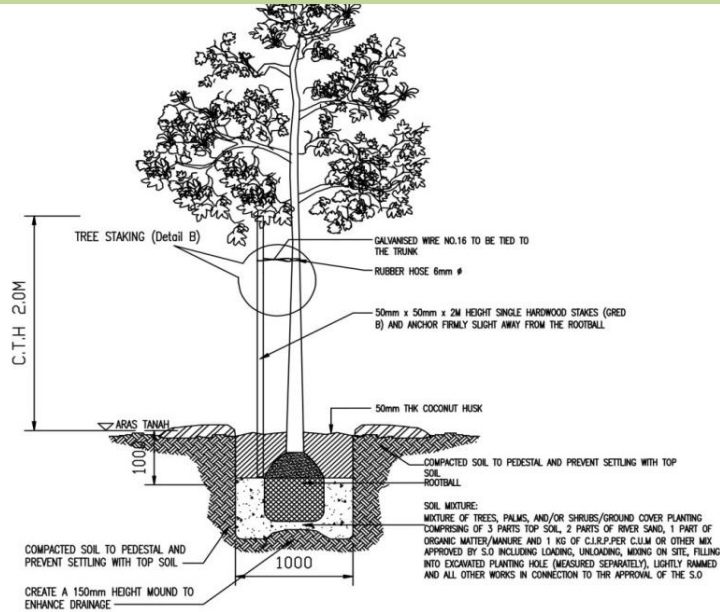 TREE STAKING (Detail B)
GALVANISED WIRE NO.16 TO BE TIED TO
THE TRUNK
RUBBER HOSE 6mm ø
50mm x 50mm x 2M HEIGHT SINGLE HARDWOOD STAKES (GRED
B) AND ANCHOR FIRMLY SLIGHT AWAY FROM THE ROOTBALL
C.T.H 2.0M
50mm THK COCONUT HUSK
ARAS TANAH
1000
COMPACTED SOIL TO PEDESTAL AND PREVENT SETTLING WITH TOP
SOIL
ROOTBALL
SOIL MIXTURE:
MIXTURE OF TREES, PALMS, AND/OR SHRUBS/GROUND COVER PLANTING
COMPRISING OF 3 PARTS TOP SOIL, 2 PARTS OF RIVER SAND, 1 PART OF
ORGANIC MATTER/MANURE AND 1 KG OF C.I.R.P.PER C.U.M OR OTHER MIX
APPROVED BY S.O INCLUDING LOADING, UNLOADING, MIXING ON SITE, FILLING
INTO EXCAVATED PLANTING HOLE (MEASURED SEPARATELY), LIGHTLY RAMMED
AND ALL OTHER WORKS IN CONNECTION TO THR APPROVAL OF THE S.O
COMPACTED SOIL TO PEDESTAL AND
PREVENT SETTLING WITH TOP SOIL
1000
CREATE A 150mm HEIGHT MOUND TO
ENHANCE DRAINAGE